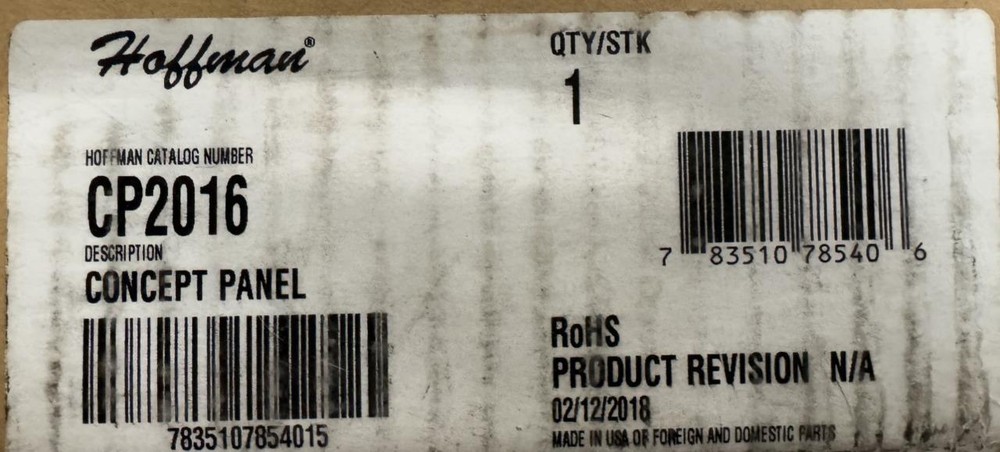 Hoffman®
QTY/STK
1
HOFFMAN CATALOG NUMBER
CP2016
DESCRIPTION
CONCEPT PANEL
7835107854015
7 83510 78540 6
RoHS
PRODUCT REVISION N/A
02/12/2018
MADE IN USA OF FOREIGN AND DOMESTIC PARTS